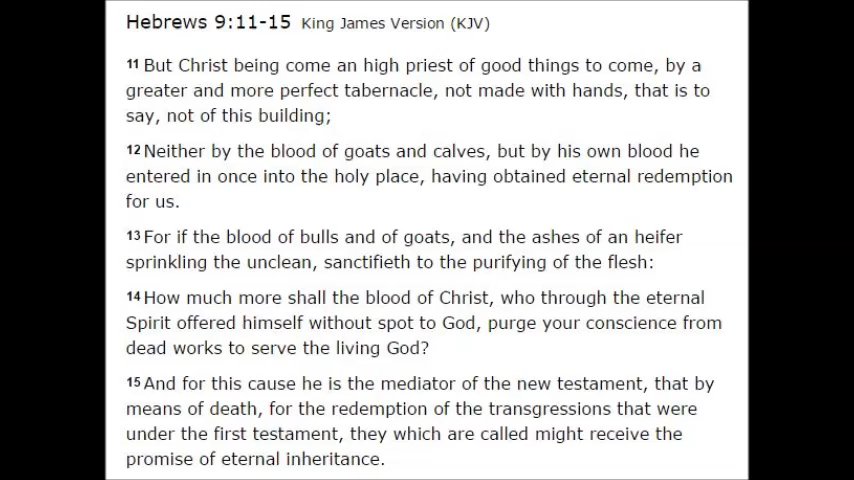 Hebrews 9:11-15 King James Version (KJV)
11 But Christ being come an high priest of good things to come, by a
greater and more perfect tabernacle, not made with hands, that is to
say, not of this building;
12 Neither by the blood of goats and calves, but by his own blood he
entered in once into the holy place, having obtained eternal redemption
for us.
13 For if the blood of bulls and of goats, and the ashes of an heifer
sprinkling the unclean, sanctifieth to the purifying of the flesh:
14 How much more shall the blood of Christ, who through the eternal
Spirit offered himself without spot to God, purge your conscience from
dead works to serve the living God?
15 And for this cause he is the mediator of the new testament, that by
means of death, for the redemption of the transgressions that were
under the first testament, they which are called might receive the
promise of eternal inheritance.